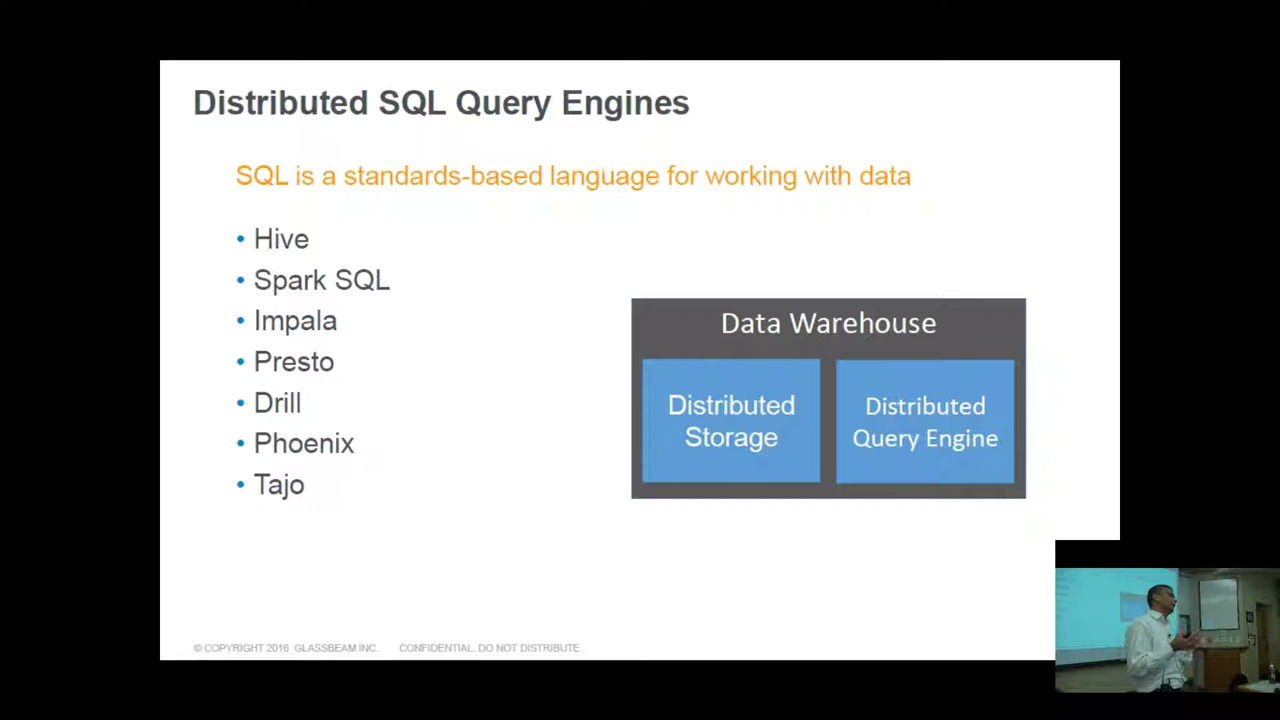 Distributed SQL Query Engines
SQL is a standards-based language for working with data
• Hive
• Spark SQL
• Impala
• Presto
• Drill
• Phoenix
• Tajo
Data Warehouse
Distributed
Storage
Distributed
Query Engine
© COPYRIGHT 2016 GLASSBEAM INC. CONFIDENTIAL. DO NOT DISTRIBUTE